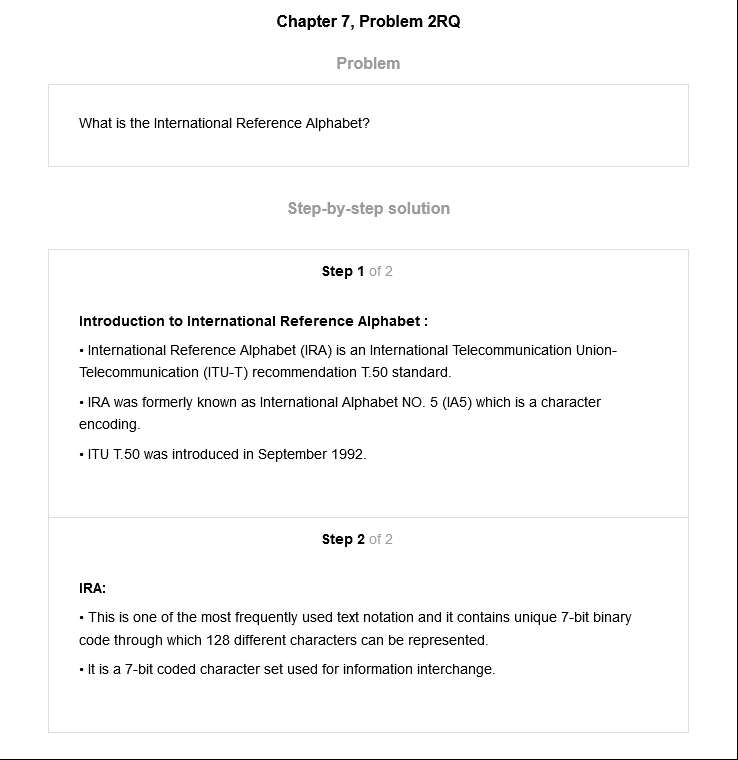 Chapter 7, Problem 2RQ
Problem
What is the International Reference Alphabet?
Step-by-step solution
Step 1 of 2
Introduction to International Reference Alphabet :
• International Reference Alphabet (IRA) is an International Telecommunication Union-
Telecommunication (ITU-T) recommendation T.50 standard.
• IRA was formerly known as International Alphabet NO. 5 (IA5) which is a character
encoding.
• ITU T.50 was introduced in September 1992.
Step 2 of 2
IRA:
• This is one of the most frequently used text notation and it contains unique 7-bit binary
code through which 128 different characters can be represented.
• It is a 7-bit coded character set used for information interchange.